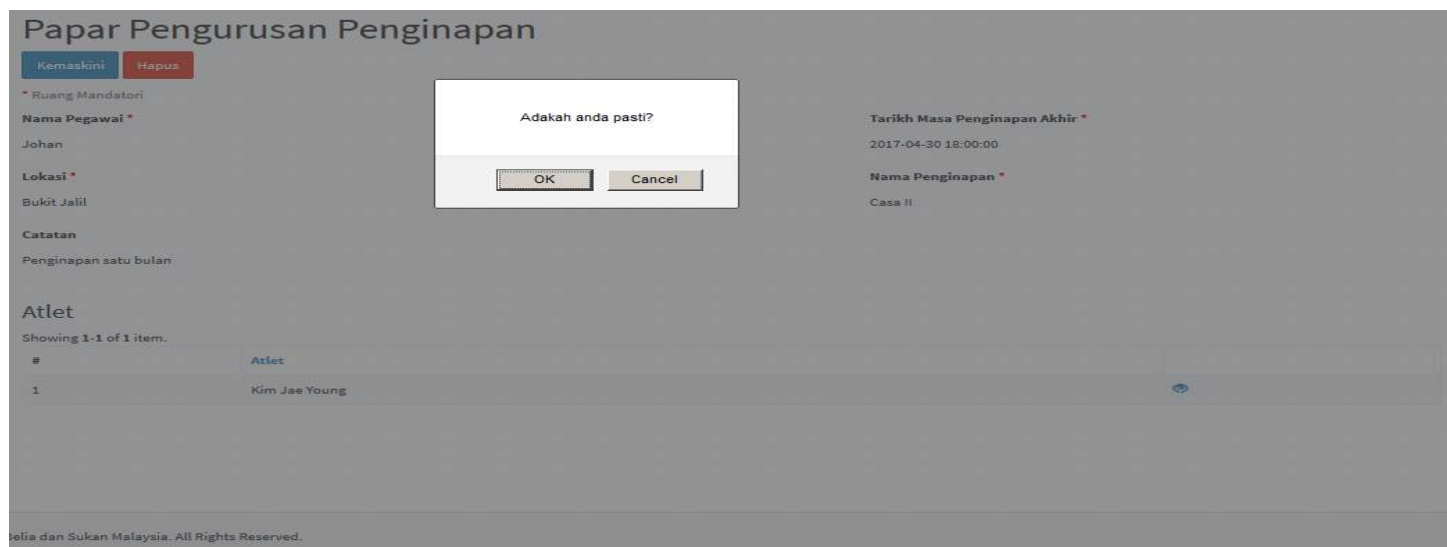 Papar Pengurusan Penginapan
Kemaskini Hapus
* Ruang Mandatori
Nama Pegawai *
Johan
Adakah anda pasti?
OK Cancel
Tarikh Masa Penginapan Akhir *
2017-04-30 18:00:00
Lokasi *
Bukit Jalil
Nama Penginapan *
Casa II
Catatan
Penginapan satu bulan
Atlet
Showing 1-1 of 1 item.
# Atlet
1 Kim Jae Young
Belia dan Sukan Malaysia. All Rights Reserved.